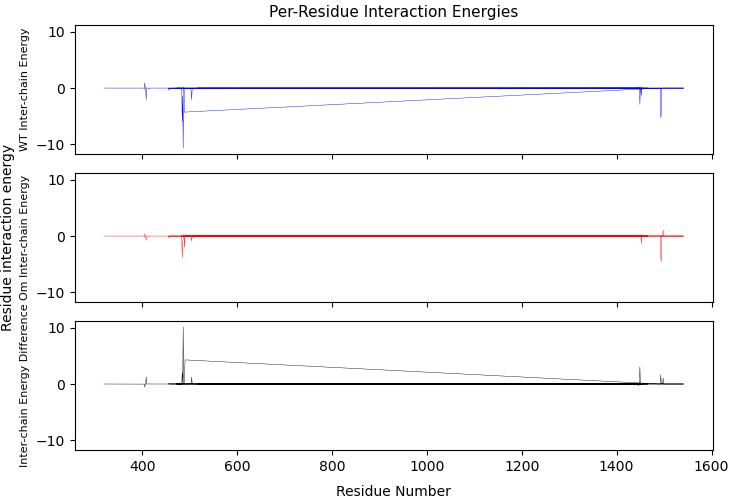 Per-Residue Interaction Energies
Residue interaction energy
WT Inter-chain Energy
10
0
−10
Om Inter-chain Energy
10
0
−10
Inter-chain Energy Difference
10
0
−10
400 600 800 1000 1200 1400 1600
Residue Number